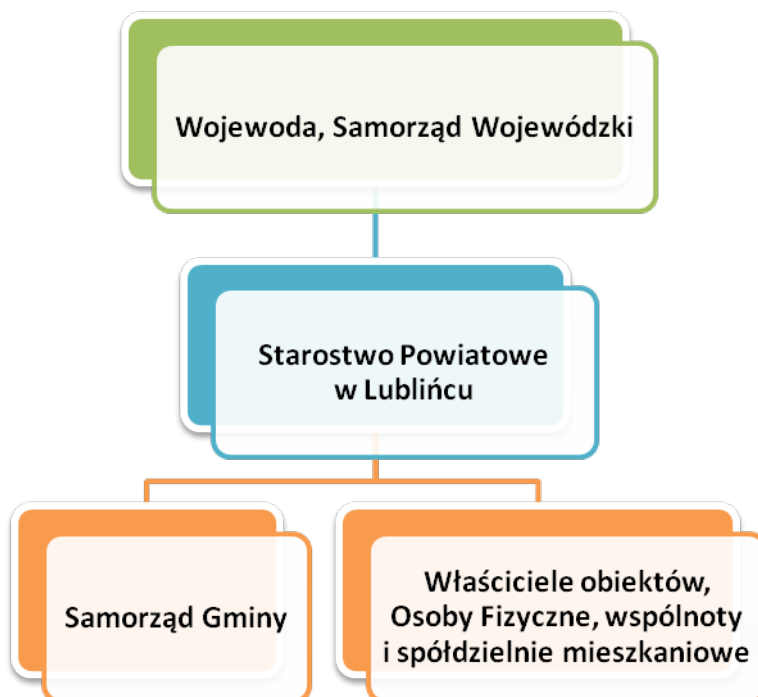 Wojewoda, Samorząd Wojewódzki
Starostwo Powiatowe
w Lublińcu
Samorząd Gminy
Właściciele obiektów,
Osoby Fizyczne, wspólnoty
i spółdzielnie mieszkaniowe